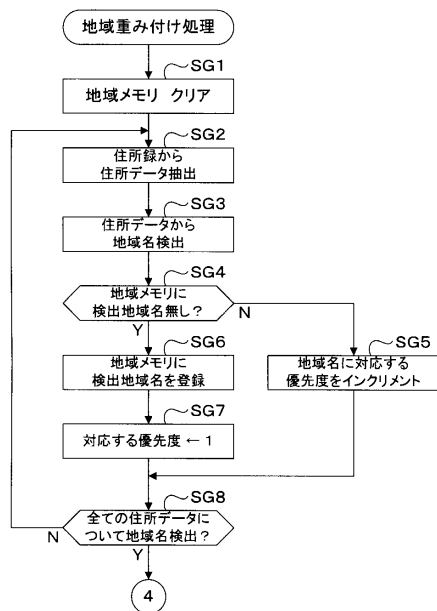 地域重み付け処理
SG1
地域メモリ クリア
SG2
住所録から
住所データ抽出
SG3
住所データから
地域名検出
SG4
地域メモリに
検出地域名無し?
N
Y
SG5
地域名に対応する
優先度をインクリメント
SG6
地域メモリに
検出地域名を登録
SG7
対応する優先度 ← 1
SG8
全ての住所データに
ついて地域名検出?
N
Y
4